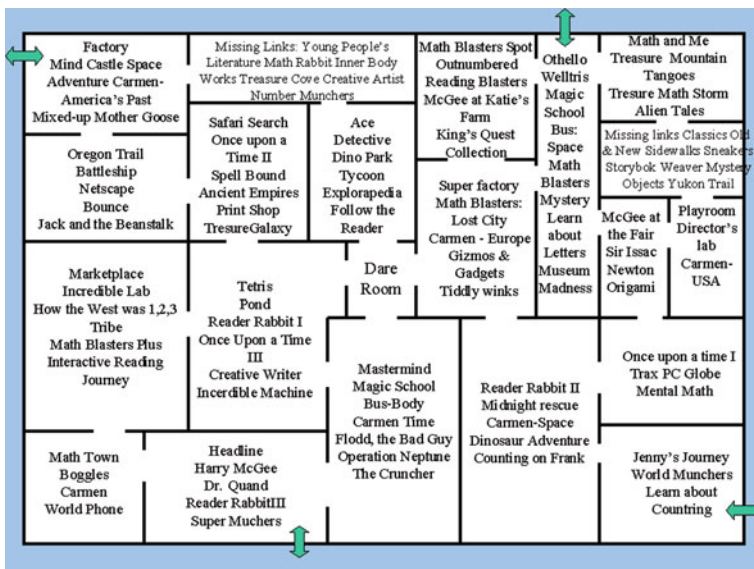 Factory
Mind Castle Space
Adventure Carmen-
America's Past
Mixed-up Mother Goose
Missing Links: Young People's
Literature Math Rabbit Inner Body
Works Treasure Cove Creative Artist
Number Munchers
Math Blasters Spot
Outnumbered
Reading Blasters
McGee at Katie's
Farm
King's Quest
Collection
Othello
Welltris
Magic
School
Bus:
Space
Math
Blasters
Mystery
Learn
about
Letters
Museum
Madness
Math and Me
Treasure Mountain
Tangoes
Tresure Math Storm
Alien Tales
Missing links Classics Old
& New Sidewalks Sneakers
Storybok Weaver Mystery
Objects Yukon Trail
Oregon Trail
Battleship
Netscape
Bounce
Jack and the Beanstalk
Safari Search
Once upon a
Time II
Spell Bound
Ancient Empires
Print Shop
TresureGalaxy
Ace
Detective
Dino Park
Tycoon
Explorapedia
Follow the
Reader
Super factory
Math Blasters:
Lost City
Carmen - Europe
Gizmos &
Gadgets
Tiddly winks
McGee at
the Fair
Sir Issac
Newton
Origami
Playroom
Director's
lab
Carmen-
USA
Marketplace
Incredible Lab
How the West was 1,2,3
Tribe
Math Blasters Plus
Interactive Reading
Journey
Tetris
Pond
Reader Rabbit I
Once Upon a Time
III
Creative Writer
Incerdible Machine
Dare
Room
Mastermind
Magic School
Bus-Body
Carmen Time
Flodd, the Bad Guy
Operation Neptune
The Cruncher
Reader Rabbit II
Midnight rescue
Carmen-Space
Dinosaur Adventure
Counting on Frank
Once upon a time I
Trax PC Globe
Mental Math
Math Town
Boggles
Carmen
World Phone
Headline
Harry McGee
Dr. Quand
Reader RabbitIII
Super Muchers
Jenny's Journey
World Munchers
Learn about
Countring